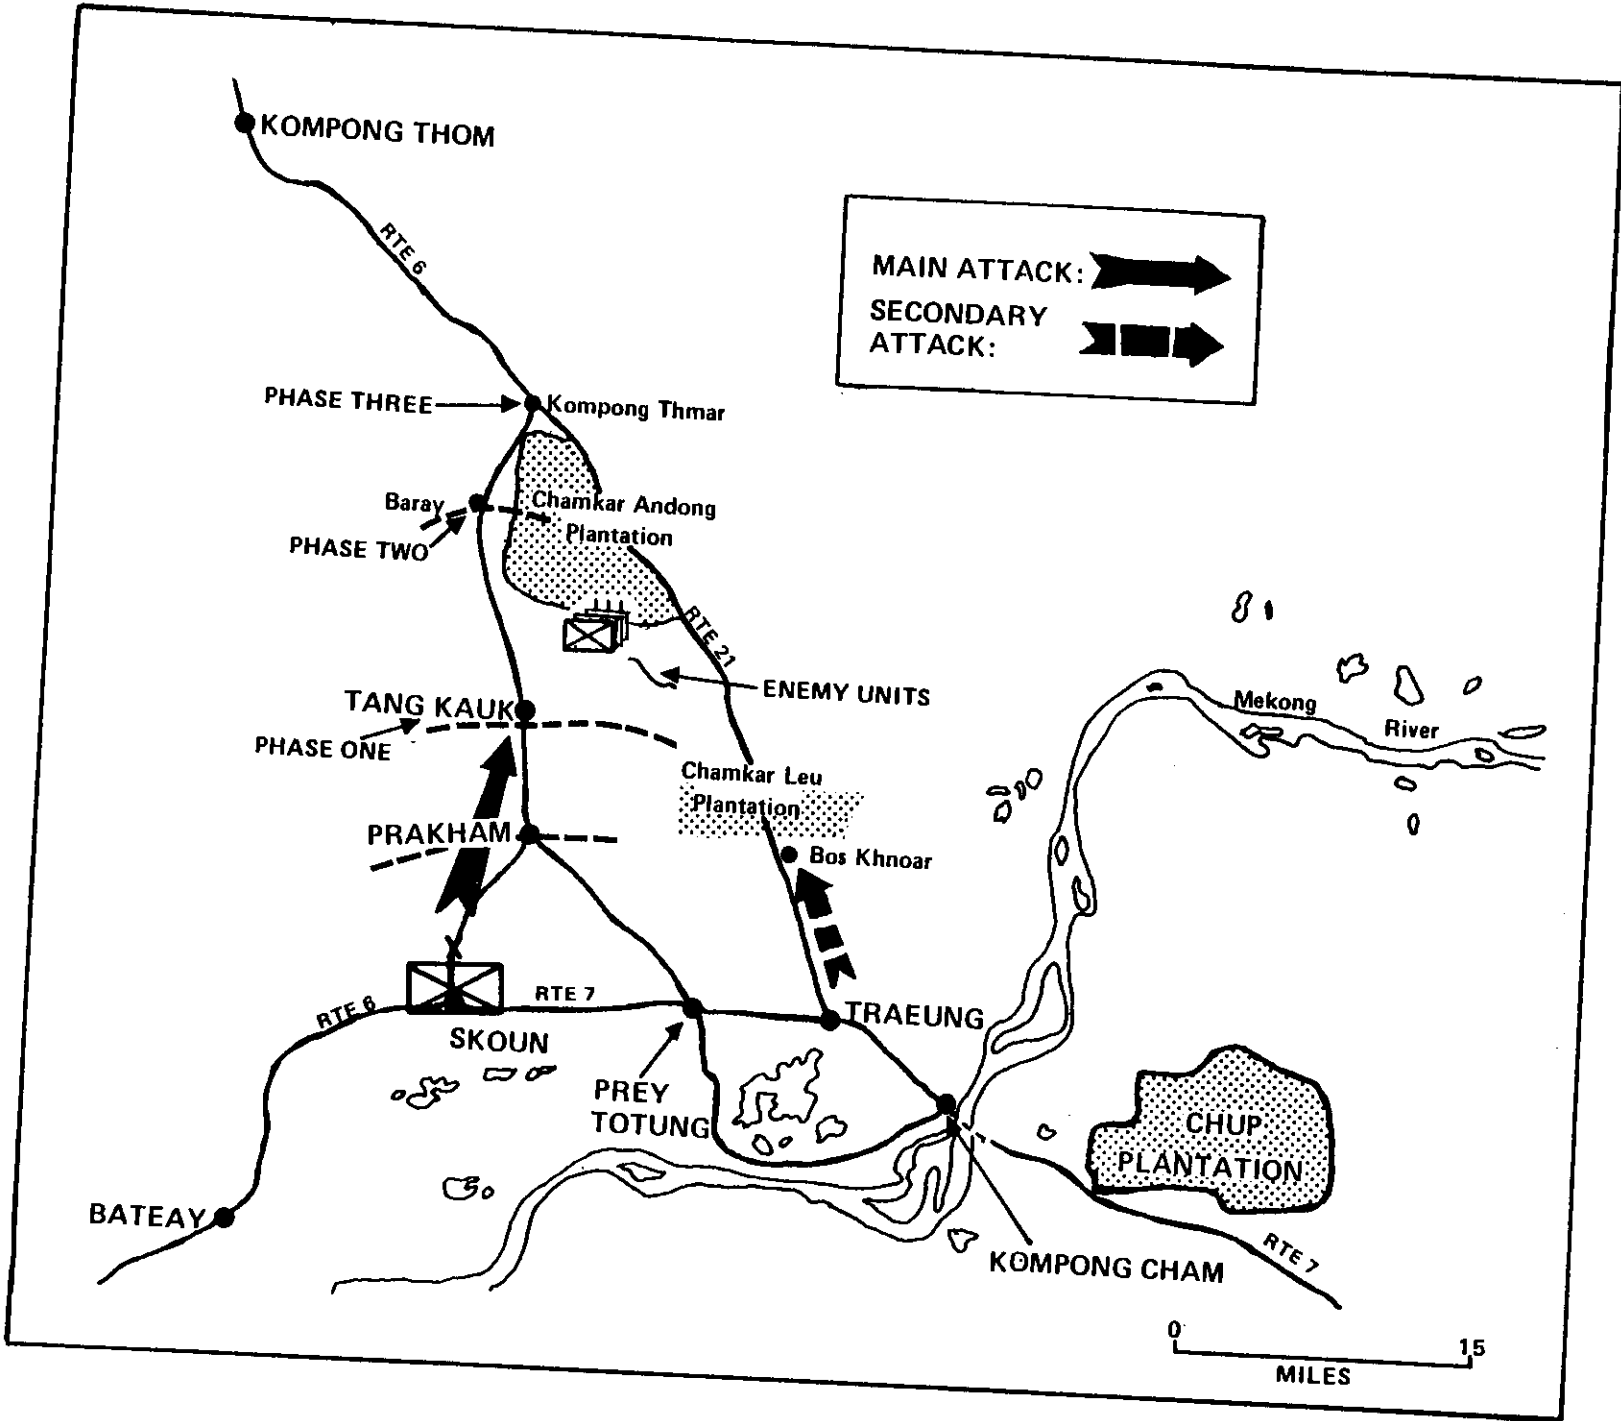 KOMPONG THOM
RTE 6
MAIN ATTACK:
SECONDARY
ATTACK:
PHASE THREE
Kompong Thmar
Baray
Chamkar Andong
Plantation
PHASE TWO
RTE 21
ENEMY UNITS
TANG KAUK
PHASE ONE
Mekong
River
Chamkar Leu
Plantation
PRAKHAM
Bos Khnoar
X
RTE 6
RTE 7
SKOUN
TRAEUNG
PREY
TOTUNG
CHUP
PLANTATION
BATEAY
KOMPONG CHAM
RTE 7
0
15
MILES